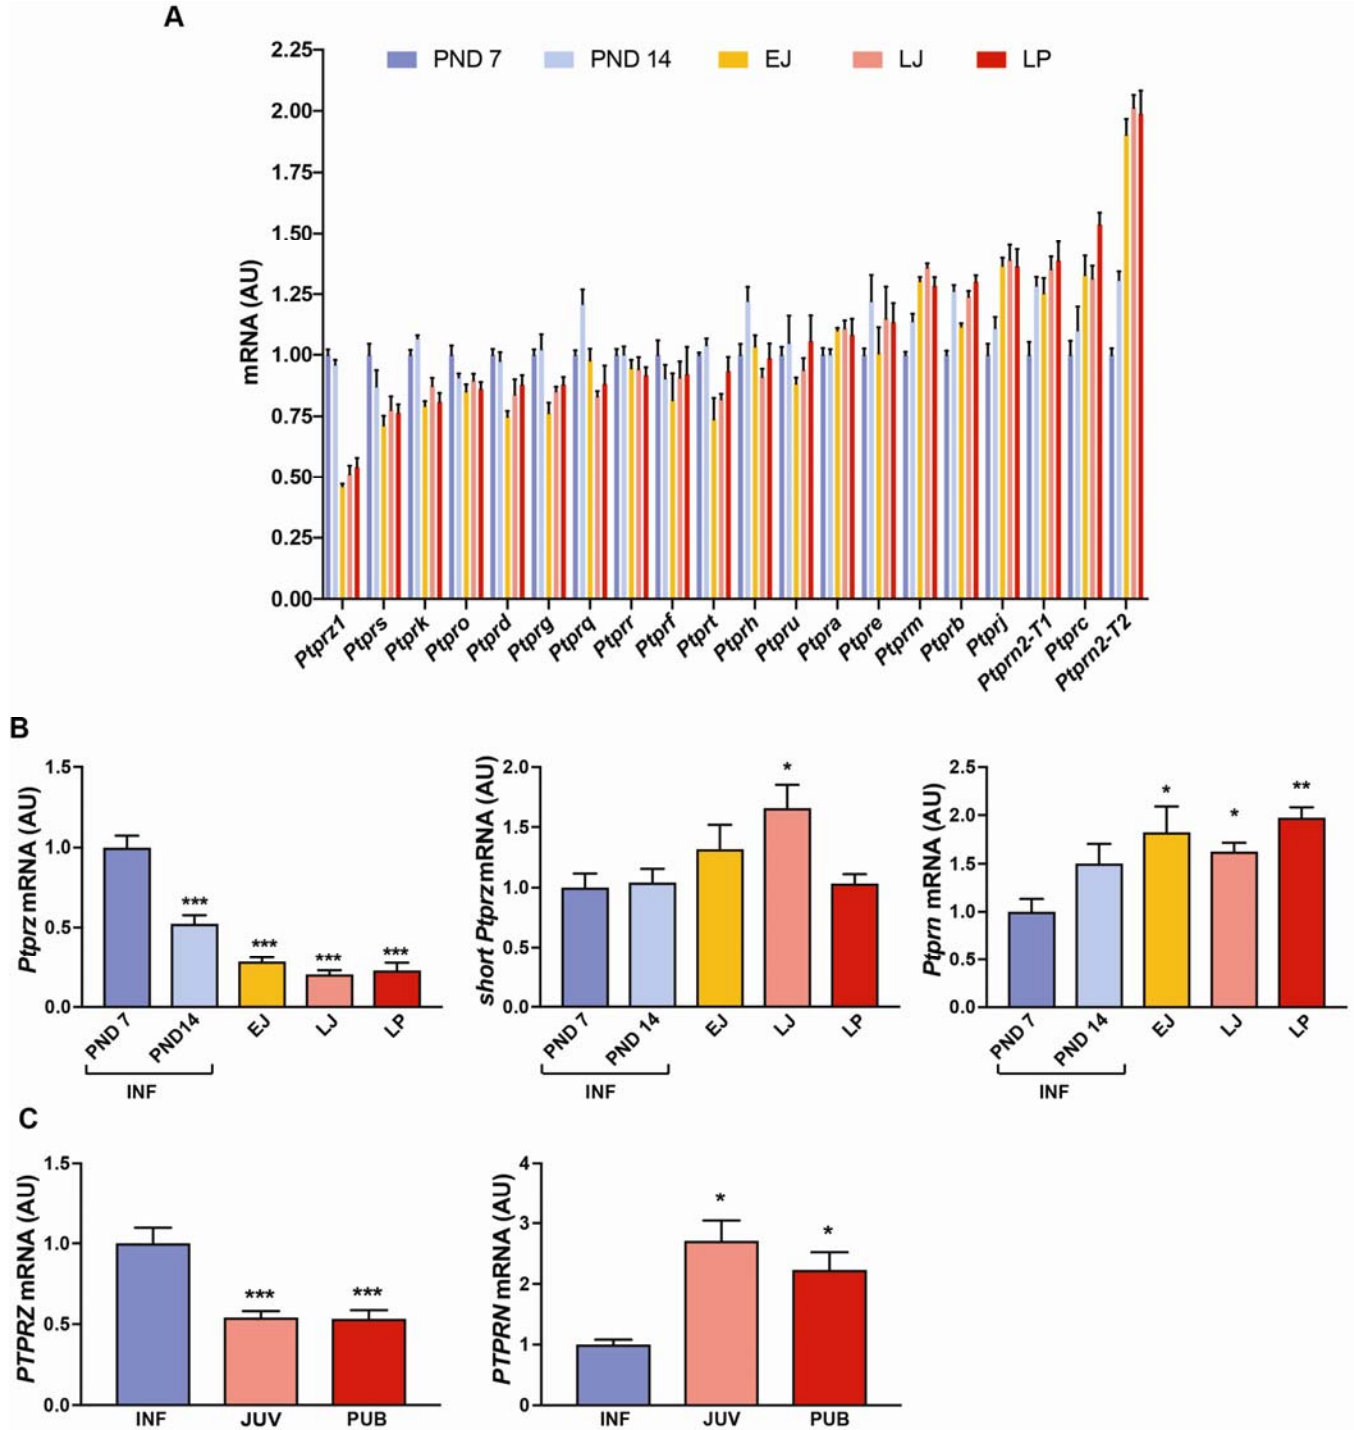 A
PND 7 PND 14 EJ LJ LP
mRNA (AU)
2.25
2.00
1.75
1.50
1.25
1.00
0.75
0.50
0.25
0.00
Ptprz1 Ptprs Ptprk Ptpro Ptprd Ptprg Ptprq Ptprr Ptprf Ptprt Ptprh Ptpru Ptpra Ptpre Ptprm Ptprb Ptprj Ptprn2-T1 Ptprc Ptprn2-T2
B
Ptprz mRNA (AU)
1.5
1.0
0.5
0.0
*** *** *** ***
PND 7 PND14 EJ LJ LP
INF
short Ptprz mRNA (AU)
2.0
1.5
1.0
0.5
0.0
*
PND 7 PND 14 EJ LJ LP
INF
Ptprn mRNA (AU)
2.5
2.0
1.5
1.0
0.5
0.0
* * **
PND 7 PND 14 EJ LJ LP
INF
C
PTPRZ mRNA (AU)
1.5
1.0
0.5
0.0
*** ***
INF JUV PUB
PTPRN mRNA (AU)
4
3
2
1
0
* *
INF JUV PUB